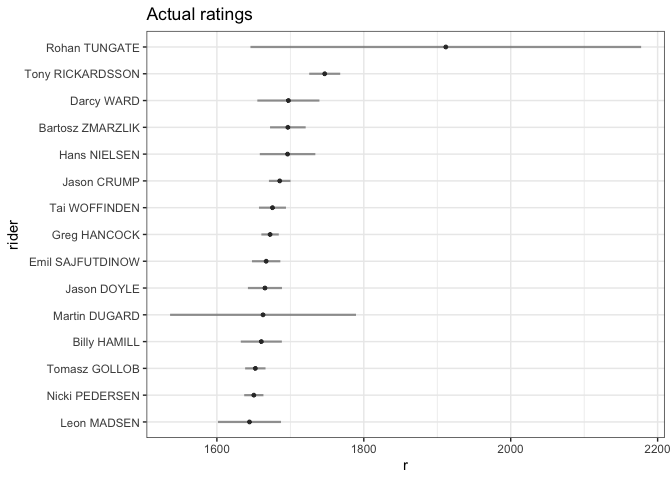 Actual ratings
Rohan TUNGATE
Tony RICKARDSSON
Darcy WARD
Bartosz ZMARZLIK
Hans NIELSEN
Jason CRUMP
Tai WOFFINDEN
Greg HANCOCK
Emil SAJFUTDINOW
Jason DOYLE
Martin DUGARD
Billy HAMILL
Tomasz GOLLOB
Nicki PEDERSEN
Leon MADSEN
rider
1600 1800 2000 2200
r